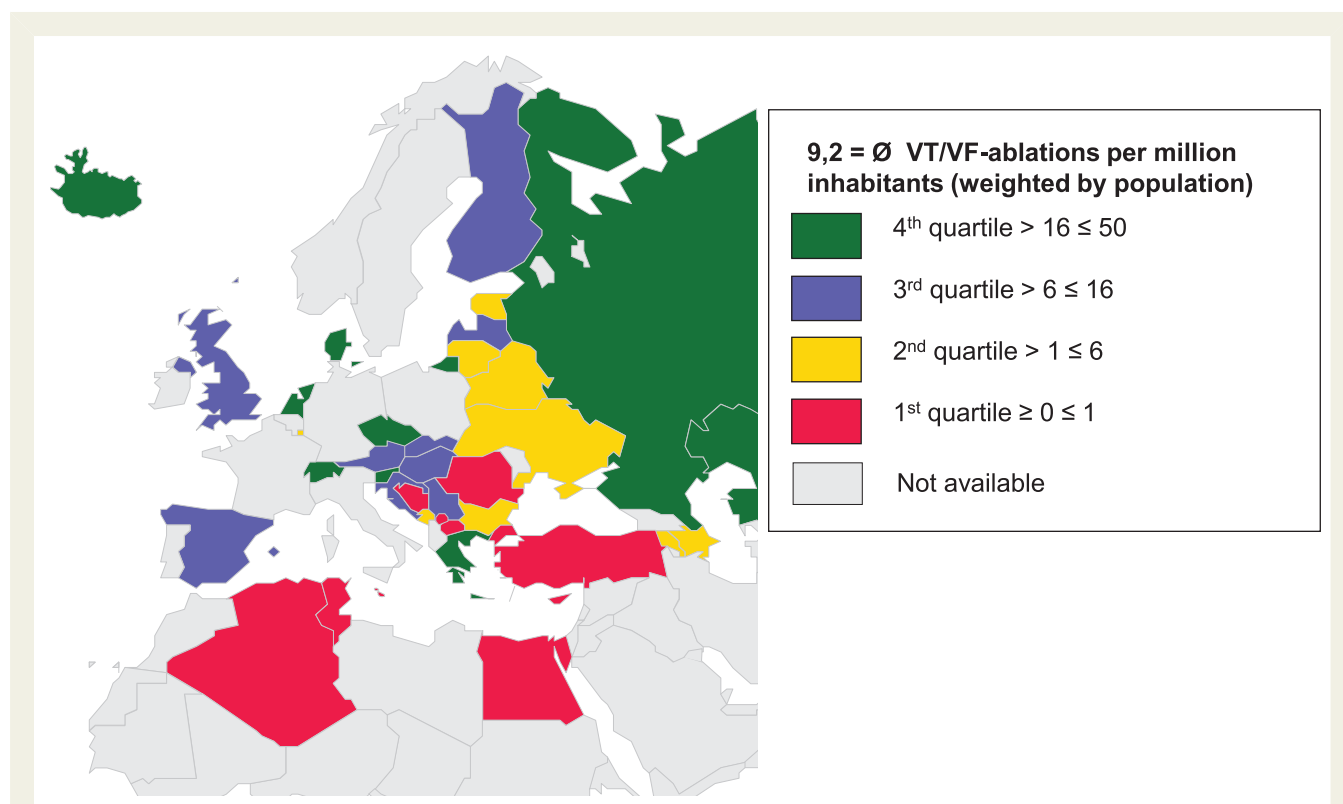 9,2 = Ø VT/VF-ablations per million
inhabitants (weighted by population)
4th quartile > 16 ≤ 50
3rd quartile > 6 ≤ 16
2nd quartile > 1 ≤ 6
1st quartile ≥ 0 ≤ 1
Not available